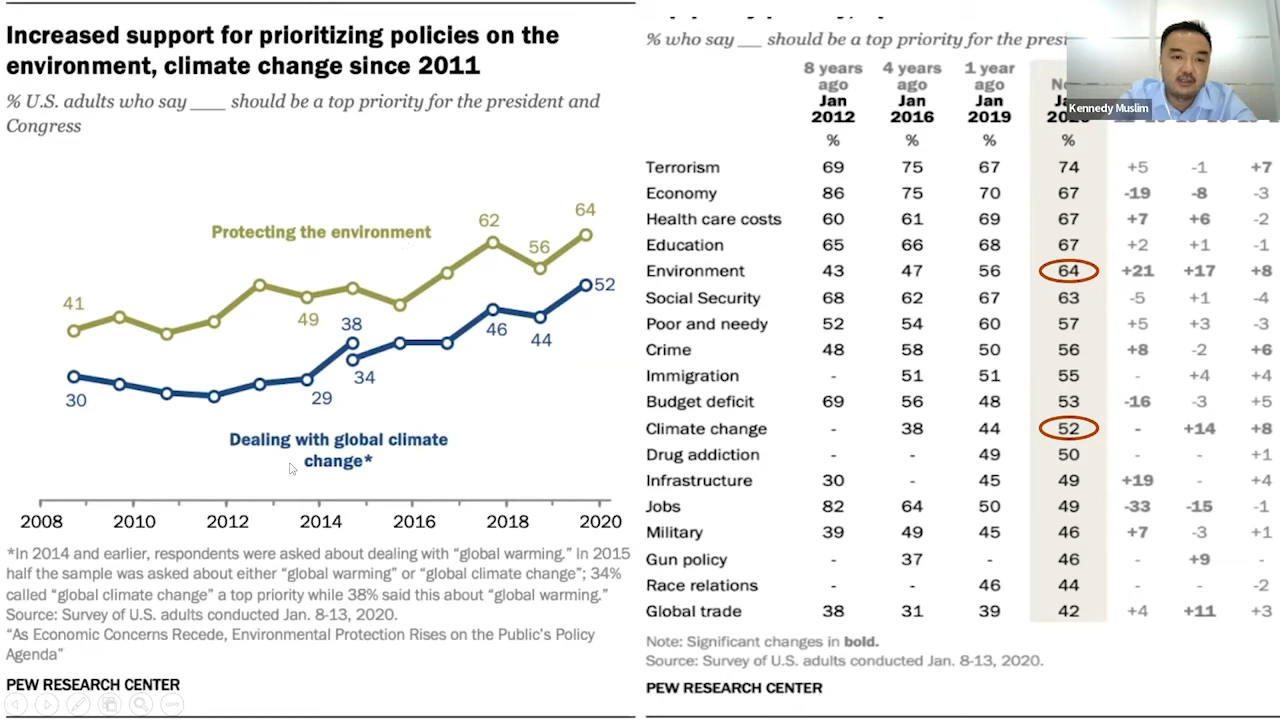 Increased support for prioritizing policies on the
environment, climate change since 2011
% U.S. adults who say ___ should be a top priority for the president and
Congress
Protecting the environment
41
49
62
56
64
30
29
38
34
46
44
52
Dealing with global climate
change*
2008 2010 2012 2014 2016 2018 2020
*In 2014 and earlier, respondents were asked about dealing with “global warming.” In 2015
half the sample was asked about either “global warming” or “global climate change”; 34%
called “global climate change” a top priority while 38% said this about “global warming.”
Source: Survey of U.S. adults conducted Jan. 8-13, 2020.
“As Economic Concerns Recede, Environmental Protection Rises on the Public’s Policy
Agenda”
PEW RESEARCH CENTER
% who say ___ should be a top priority for the
Kennedy Muslim
8 years 4 years 1 year
ago ago ago
Jan Jan Jan
2012 2016 2019
% % % %
Terrorism 69 75 67 74 +5 -1 +7
Economy 86 75 70 67 -19 -8 -3
Health care costs 60 61 69 67 +7 +6 -2
Education 65 66 68 67 +2 +1 -1
Environment 43 47 56 64 +21 +17 +8
Social Security 68 62 67 63 -5 +1 -4
Poor and needy 52 54 60 57 +5 +3 -3
Crime 48 58 50 56 +8 -2 +6
Immigration - 51 51 55 - +4 +4
Budget deficit 69 56 48 53 -16 -3 +5
Climate change - 38 44 52 - +14 +8
Drug addiction - - 49 50 - - +1
Infrastructure 30 - 45 49 +19 - +4
Jobs 82 64 50 49 -33 -15 -1
Military 39 49 45 46 +7 -3 +1
Gun policy - 37 - 46 - +9 -
Race relations - - 46 44 - - -2
Global trade 38 31 39 42 +4 +11 +3
Note: Significant changes in bold.
Source: Survey of U.S. adults conducted Jan. 8-13, 2020.
PEW RESEARCH CENTER